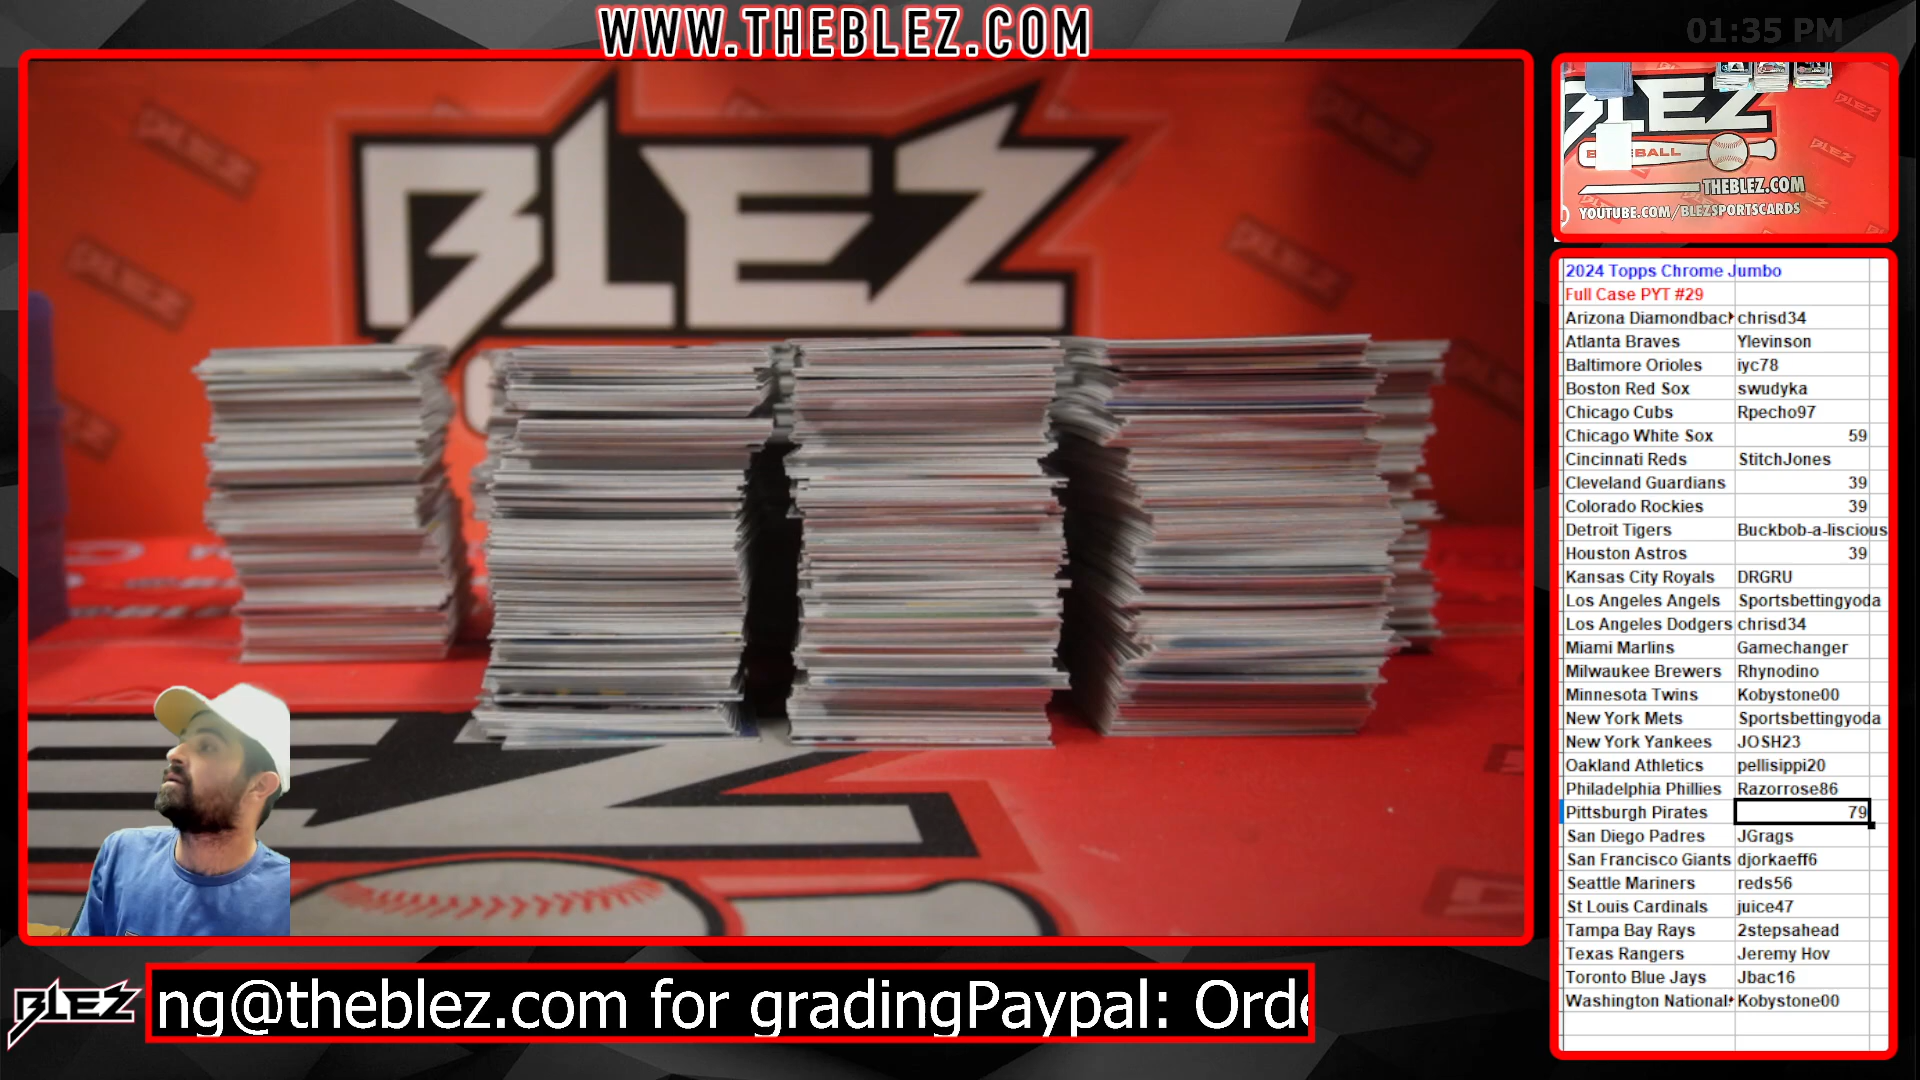 WWW.THEBLEZ.COM
01:35 PM
BLEZ
BLEZ
THEBLEZ.COM
YOUTUBE.COM/BLEZSPORTSCARDS
2024 Topps Chrome Jumbo
Full Case PYT #29
Arizona Diamondbac chrisd34
Atlanta Braves Ylevinson
Baltimore Orioles iyc78
Boston Red Sox swudyka
Chicago Cubs Rpecho97
Chicago White Sox 59
Cincinnati Reds StitchJones
Cleveland Guardians 39
Colorado Rockies 39
Detroit Tigers Buckbob-a-liscious
Houston Astros 39
Kansas City Royals DRGRU
Los Angeles Angels Sportsbettingyoda
Los Angeles Dodgers chrisd34
Miami Marlins Gamechanger
Milwaukee Brewers Rhynodino
Minnesota Twins Kobystone00
New York Mets Sportsbettingyoda
New York Yankees JOSH23
Oakland Athletics pellisippi20
Philadelphia Phillies Razorrose86
Pittsburgh Pirates 79
San Diego Padres JGrags
San Francisco Giants djorkaeff6
Seattle Mariners reds56
St Louis Cardinals juice47
Tampa Bay Rays 2stepsahead
Texas Rangers Jeremy Hov
Toronto Blue Jays Jbac16
Washington National Kobystone00
BLEZ
ng@theblez.com for gradingPaypal: Orde